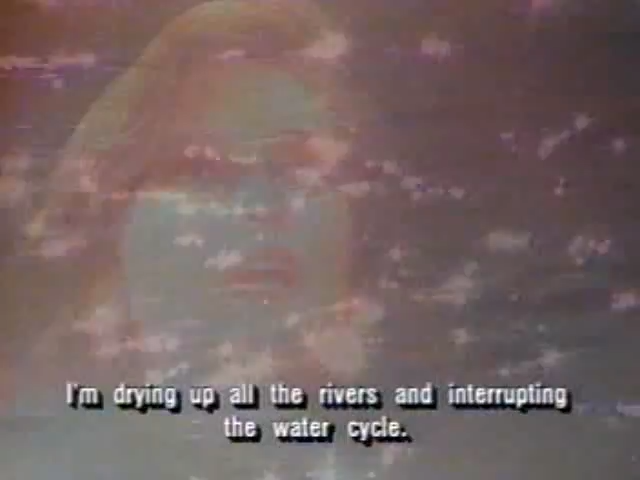 I'm drying up all the rivers and interrupting
the water cycle.